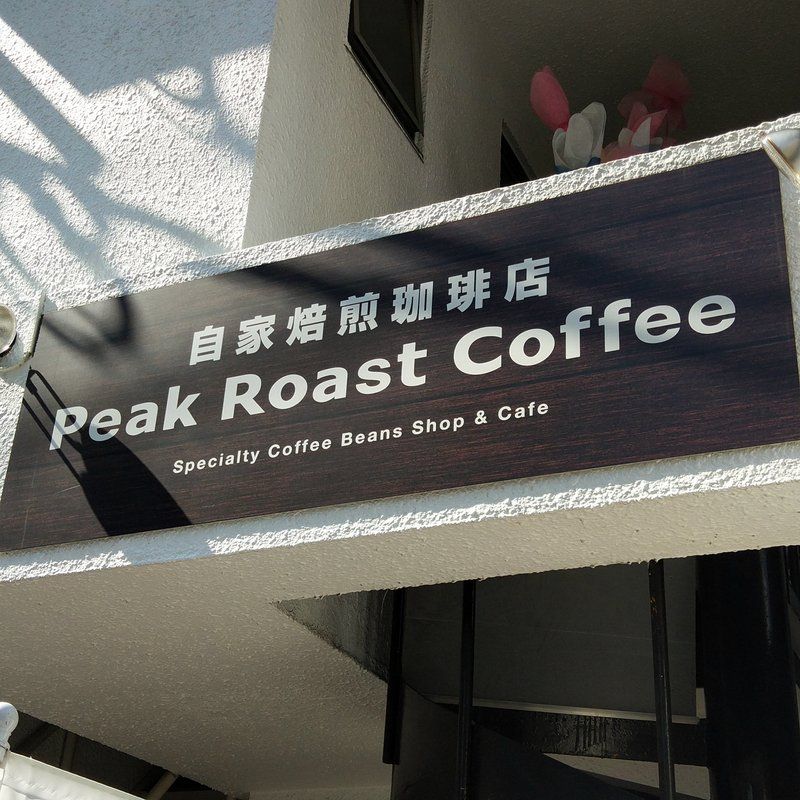 自家焙煎珈琲店
Peak Roast Coffee
Specialty Coffee Beans Shop & Cafe